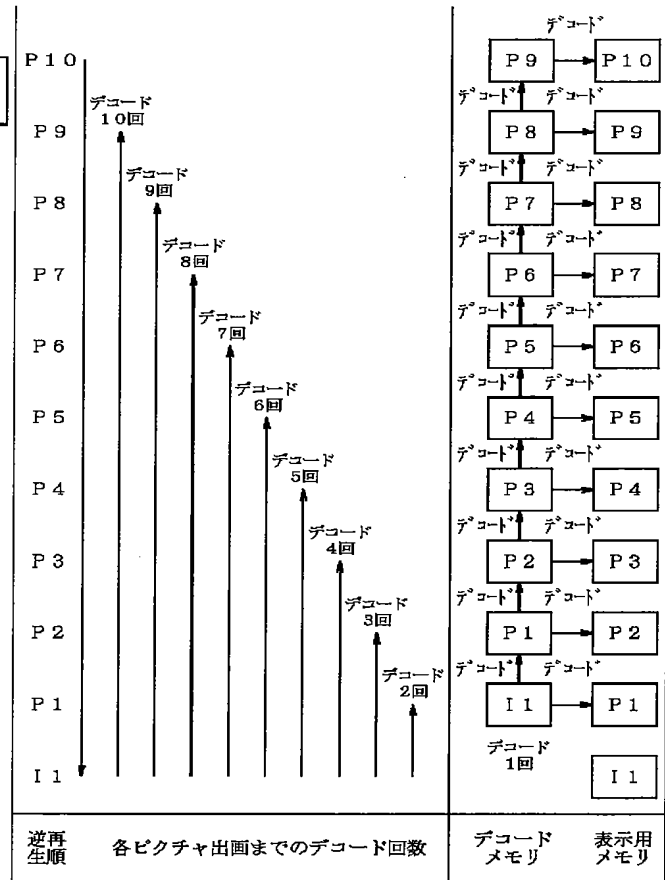 デコード
P10 P9 P10
デコード
10回
デコード デコード
P9 P8 P9
デコード
9回
デコード デコード
P8 P7 P8
デコード
8回
デコード デコード
P7 P6 P7
デコード
7回
デコード デコード
P6 P5 P6
デコード
6回
デコード デコード
P5 P4 P5
デコード
5回
デコード デコード
P4 P3 P4
デコード
4回
デコード デコード
P3 P2 P3
デコード
3回
デコード デコード
P2 P1 P2
デコード
2回
デコード デコード
P1 I1 P1
デコード
1回
I1 I1
逆再
生順
各ピクチャ出画までのデコード回数
デコード
メモリ
表示用
メモリ